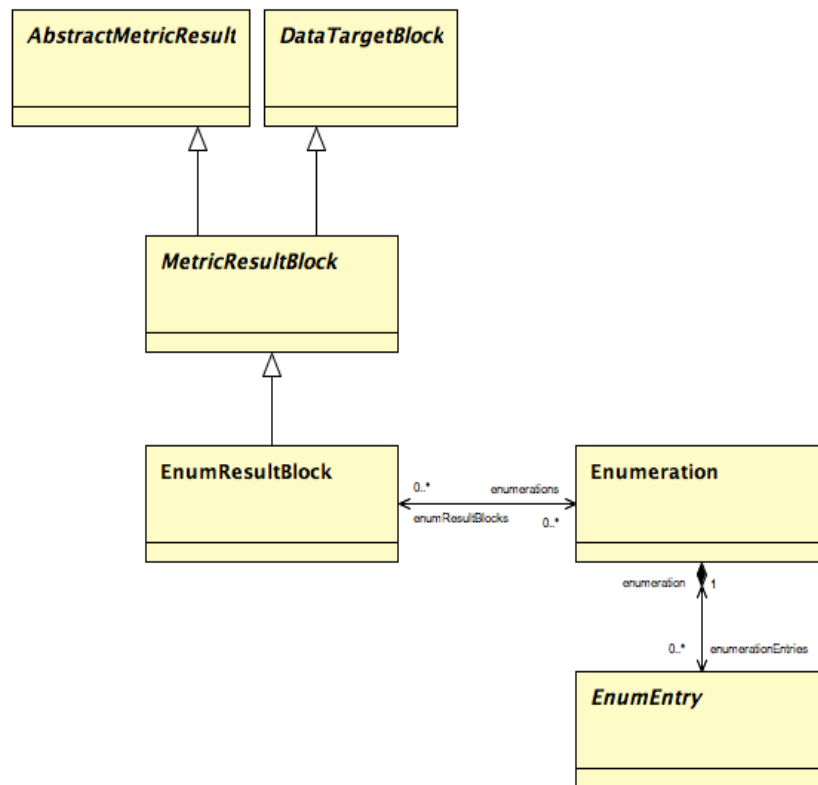 AbstractMetricResult
DataTargetBlock
MetricResultBlock
EnumResultBlock
Enumeration
0..*
enumerations
enumResultBlocks
0..*
enumeration
1
0..*
enumerationEntries
EnumEntry